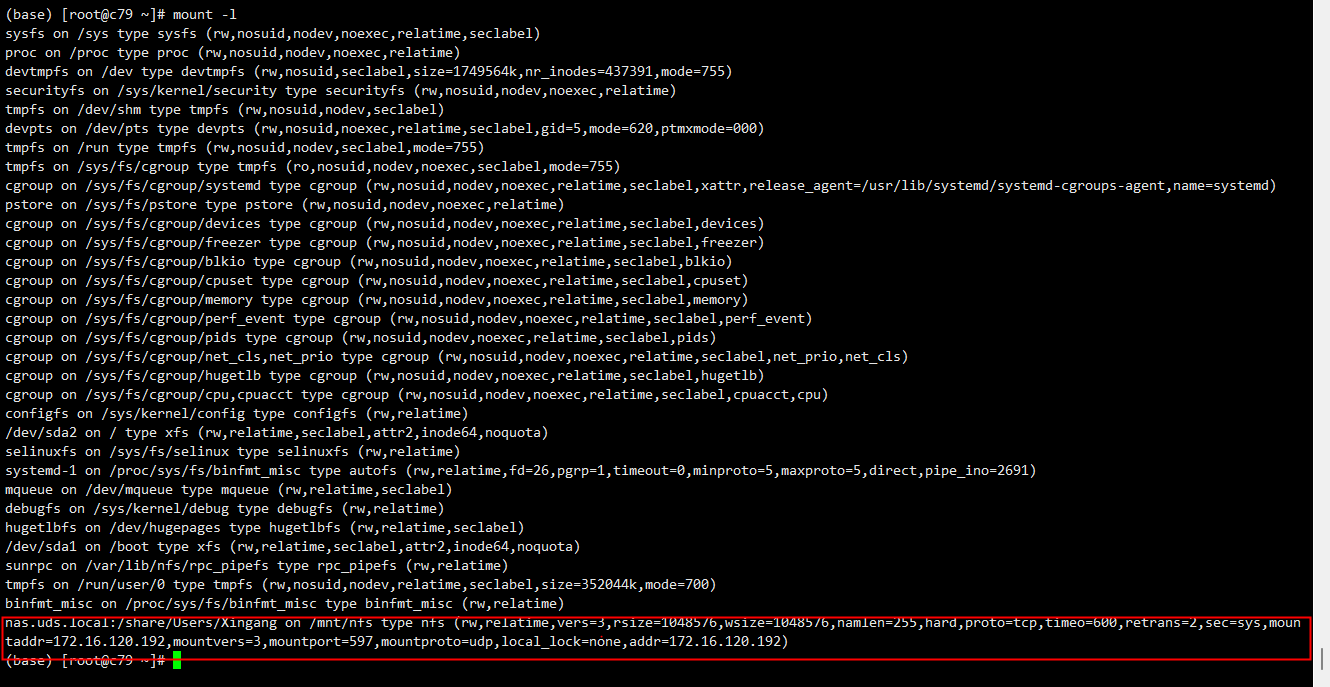 (base) [root@c79 ~]# mount -l
sysfs on /sys type sysfs (rw,nosuid,nodev,noexec,relatime,seclabel)
proc on /proc type proc (rw,nosuid,nodev,noexec,relatime)
devtmpfs on /dev type devtmpfs (rw,nosuid,seclabel,size=1749564k,nr_inodes=437391,mode=755)
securityfs on /sys/kernel/security type securityfs (rw,nosuid,nodev,noexec,relatime)
tmpfs on /dev/shm type tmpfs (rw,nosuid,nodev,seclabel)
devpts on /dev/pts type devpts (rw,nosuid,noexec,relatime,seclabel,gid=5,mode=620,ptmxmode=000)
tmpfs on /run type tmpfs (rw,nosuid,nodev,seclabel,mode=755)
tmpfs on /sys/fs/cgroup type tmpfs (ro,nosuid,nodev,noexec,seclabel,mode=755)
cgroup on /sys/fs/cgroup/systemd type cgroup (rw,nosuid,nodev,noexec,relatime,seclabel,xattr,release_agent=/usr/lib/systemd/systemd-cgroups-agent,name=systemd)
pstore on /sys/fs/pstore type pstore (rw,nosuid,nodev,noexec,relatime)
cgroup on /sys/fs/cgroup/devices type cgroup (rw,nosuid,nodev,noexec,relatime,seclabel,devices)
cgroup on /sys/fs/cgroup/freezer type cgroup (rw,nosuid,nodev,noexec,relatime,seclabel,freezer)
cgroup on /sys/fs/cgroup/blkio type cgroup (rw,nosuid,nodev,noexec,relatime,seclabel,blkio)
cgroup on /sys/fs/cgroup/cpuset type cgroup (rw,nosuid,nodev,noexec,relatime,seclabel,cpuset)
cgroup on /sys/fs/cgroup/memory type cgroup (rw,nosuid,nodev,noexec,relatime,seclabel,memory)
cgroup on /sys/fs/cgroup/perf_event type cgroup (rw,nosuid,nodev,noexec,relatime,seclabel,perf_event)
cgroup on /sys/fs/cgroup/pids type cgroup (rw,nosuid,nodev,noexec,relatime,seclabel,pids)
cgroup on /sys/fs/cgroup/net_cls,net_prio type cgroup (rw,nosuid,nodev,noexec,relatime,seclabel,net_prio,net_cls)
cgroup on /sys/fs/cgroup/hugetlb type cgroup (rw,nosuid,nodev,noexec,relatime,seclabel,hugetlb)
cgroup on /sys/fs/cgroup/cpu,cpuacct type cgroup (rw,nosuid,nodev,noexec,relatime,seclabel,cpuacct,cpu)
configfs on /sys/kernel/config type configfs (rw,relatime)
/dev/sda2 on / type xfs (rw,relatime,seclabel,attr2,inode64,noquota)
selinuxfs on /sys/fs/selinux type selinuxfs (rw,relatime)
systemd-1 on /proc/sys/fs/binfmt_misc type autofs (rw,relatime,fd=26,pgrp=1,timeout=0,minproto=5,maxproto=5,direct,pipe_ino=2691)
mqueue on /dev/mqueue type mqueue (rw,relatime,seclabel)
debugfs on /sys/kernel/debug type debugfs (rw,relatime)
hugetlbfs on /dev/hugepages type hugetlbfs (rw,relatime,seclabel)
/dev/sda1 on /boot type xfs (rw,relatime,seclabel,attr2,inode64,noquota)
sunrpc on /var/lib/nfs/rpc_pipefs type rpc_pipefs (rw,relatime)
tmpfs on /run/user/0 type tmpfs (rw,nosuid,nodev,relatime,seclabel,size=352044k,mode=700)
binfmt_misc on /proc/sys/fs/binfmt_misc type binfmt_misc (rw,relatime)
nas.uds.local:/share/Users/Xingang on /mnt/nfs type nfs (rw,relatime,vers=3,rsize=1048576,wsize=1048576,namlen=255,hard,proto=tcp,timeo=600,retrans=2,sec=sys,moun
taddr=172.16.120.192,mountvers=3,mountport=597,mountproto=udp,local_lock=none,addr=172.16.120.192)
(base) [root@c79 ~]#